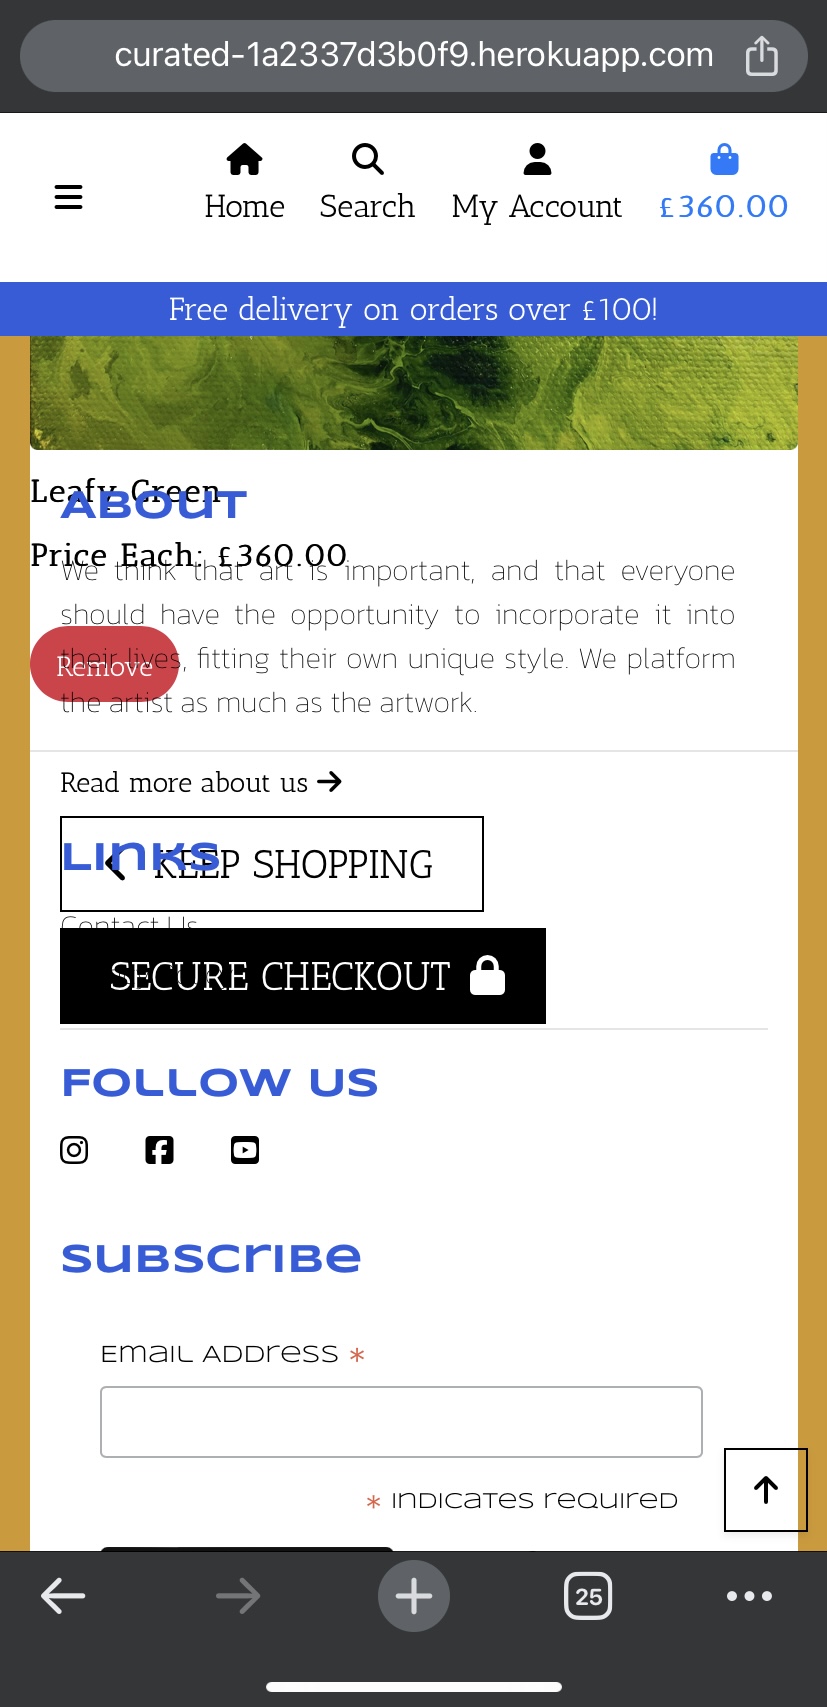 curated-1a2337d3b0f9.herokuapp.com
Home Search My Account £360.00
Free delivery on orders over £100!
Leafy Green
ABOUT
Price Each: £360.00
We think that art is important, and that everyone
should have the opportunity to incorporate it into
their lives, fitting their own unique style. We platform
Remove
the artist as much as the artwork.
Read more about us
KEEP SHOPPING
Links
Contact Us
SECURE CHECKOUT
FOLLOW US
Subscribe
Email Address *
* indicates required
25